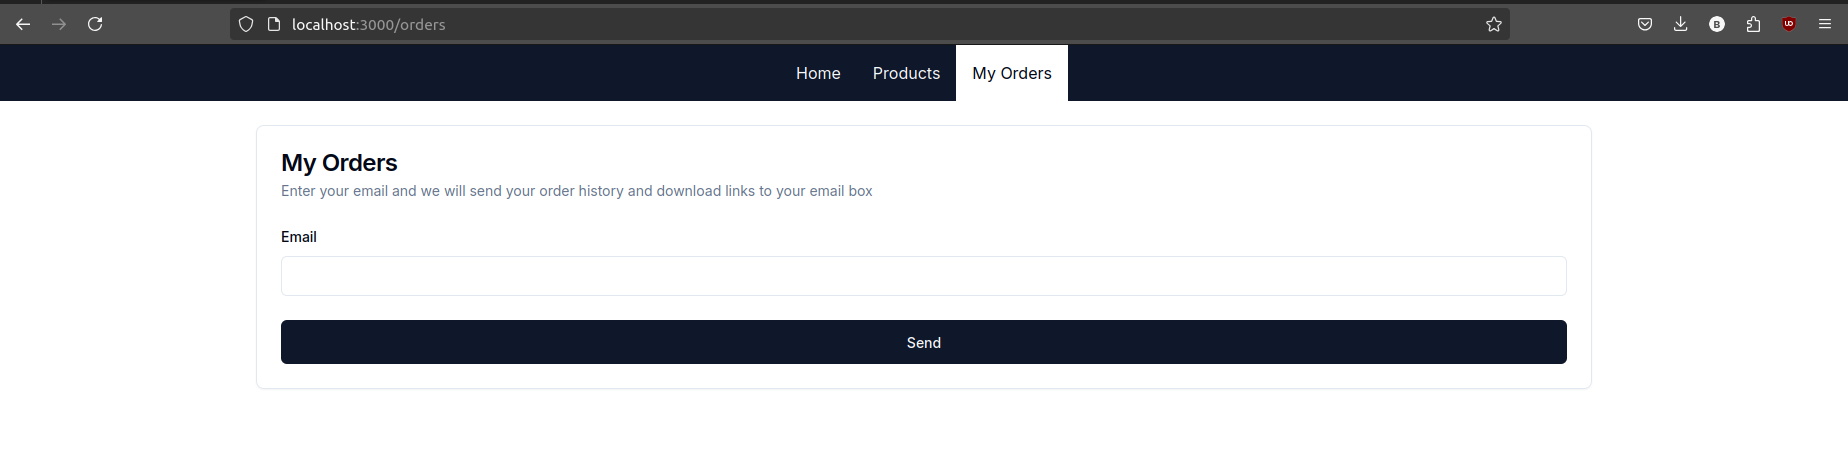 localhost:3000/orders
B
UO
Home Products My Orders
My Orders
Enter your email and we will send your order history and download links to your email box
Email
Send